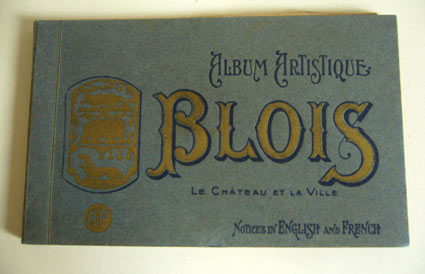 ALBUM ARTISTIQUE
BLOIS
LE CHÂTEAU ET LA VILLE
NOTICES IN ENGLISH AND FRENCH